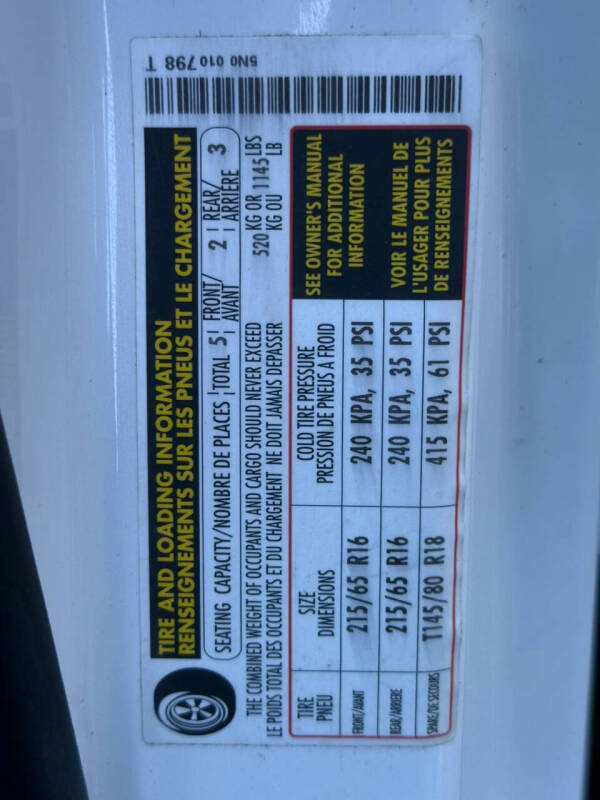 5N0 010 798 T
TIRE AND LOADING INFORMATION
RENSEIGNEMENTS SUR LES PNEUS ET LE CHARGEMENT
SEATING CAPACITY/NOMBRE DE PLACES TOTAL 5 FRONT/AVANT 2 REAR/ARRIÈRE 3
THE COMBINED WEIGHT OF OCCUPANTS AND CARGO SHOULD NEVER EXCEED 520 KG OR 1145 LBS
LE POIDS TOTAL DES OCCUPANTS ET DU CHARGEMENT NE DOIT JAMAIS DEPASSER KG OU LB
TIRE SIZE COLD TIRE PRESSURE
PNEU DIMENSIONS PRESSION DE PNEUS A FROID
FRONT/AVANT 215/65 R16 240 KPA, 35 PSI
REAR/ARRIERE 215/65 R16 240 KPA, 35 PSI
SPARE/DE SECOURS T145/80 R18 415 KPA, 61 PSI
SEE OWNER'S MANUAL
FOR ADDITIONAL
INFORMATION
VOIR LE MANUEL DE
L'USAGER POUR PLUS
DE RENSEIGNEMENTS